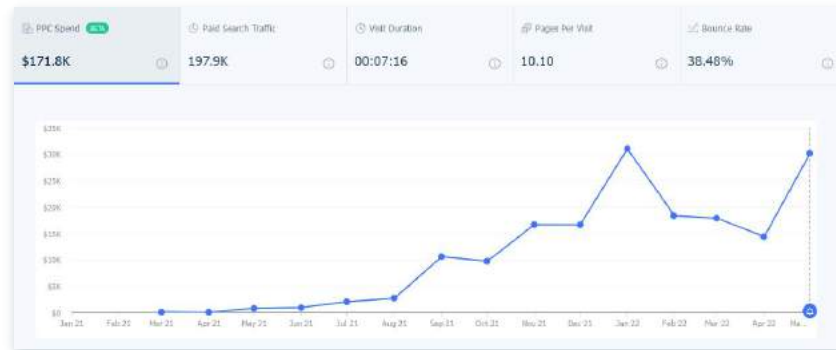 PPC Spend BETA
Paid Search Traffic
Visit Duration
Pages Per Visit
Bounce Rate
$171.8K
197.9K
00:07:16
10.10
38.48%
$35K
$30K
$25K
$20K
$15K
$10K
$5K
$0
Jan 21 Feb 21 Mar 21 Apr 21 May 21 Jun 21 Jul 21 Aug 21 Sep 21 Oct 21 Nov 21 Dec 21 Jan 22 Feb 22 Mar 22 Apr 22 Ma...